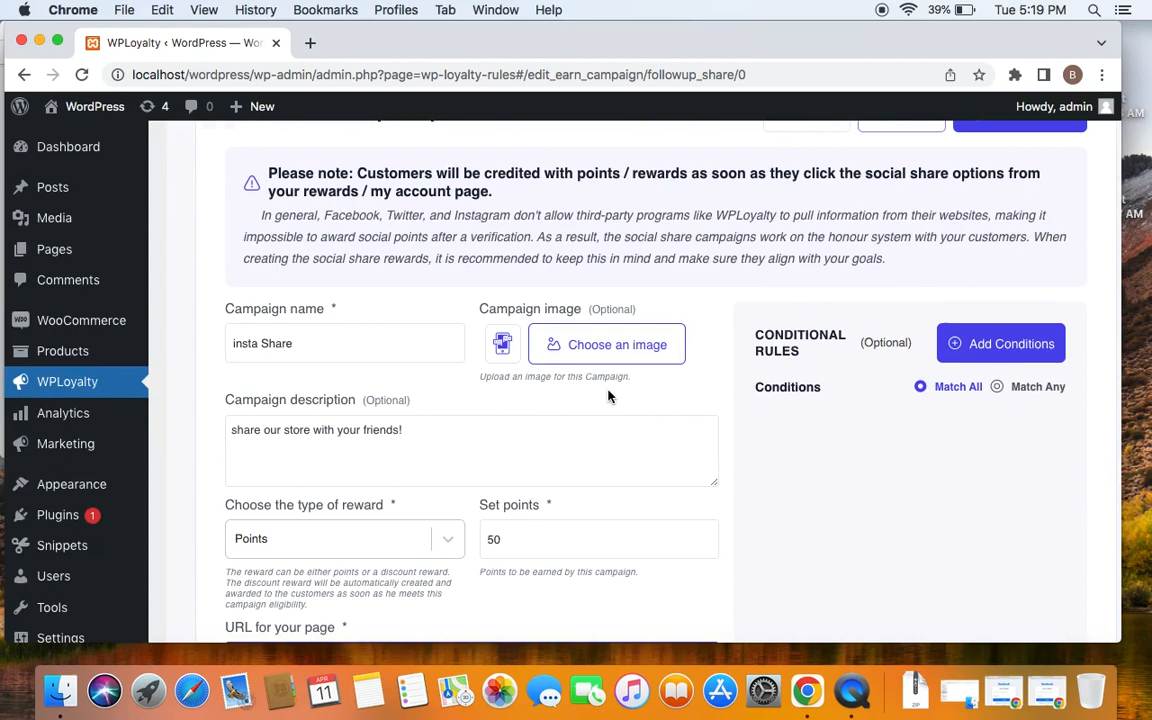 Chrome File Edit View History Bookmarks Profiles Tab Window Help 39% Tue 5:19 PM
WPLoyalty ‹ WordPress — Wor
localhost/wordpress/wp-admin/admin.php?page=wp-loyalty-rules#/edit_earn_campaign/followup_share/0 B
WordPress 4 0 New Howdy, admin
AM
AM
Dashboard
Posts
Media
Pages
Comments
WooCommerce
Products
WPLoyalty
Analytics
Marketing
Appearance
Plugins 1
Snippets
Users
Tools
Settings
Please note: Customers will be credited with points / rewards as soon as they click the social share options from
your rewards / my account page.
In general, Facebook, Twitter, and Instagram don't allow third-party programs like WPLoyalty to pull information from their websites, making it
impossible to award social points after a verification. As a result, the social share campaigns work on the honour system with your customers. When
creating the social share rewards, it is recommended to keep this in mind and make sure they align with your goals.
Campaign name *
insta Share
Campaign image (Optional)
Choose an image
Upload an image for this Campaign.
CONDITIONAL
RULES (Optional)
Add Conditions
Conditions Match All Match Any
Campaign description (Optional)
share our store with your friends!
Choose the type of reward *
Points
The reward can be either points or a discount reward.
The discount reward will be automatically created and
awarded to the customers as soon as he meets this
campaign eligibility.
Set points *
50
Points to be earned by this campaign.
URL for your page *
APR
11
ZIP